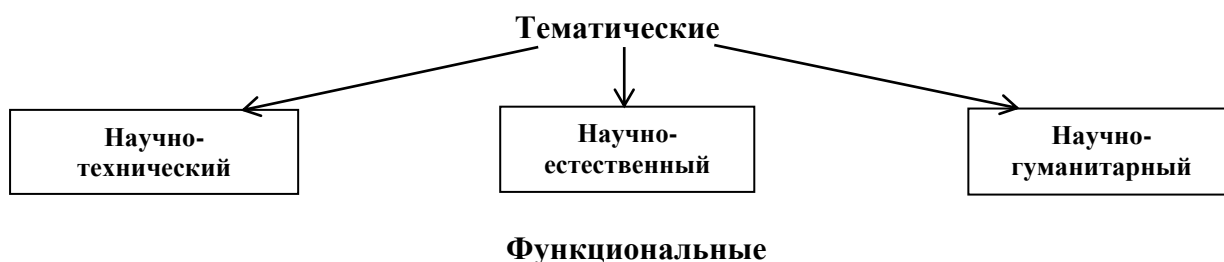 Тематические
Научно-
технический
Научно-
естественный
Научно-
гуманитарный
Функциональные